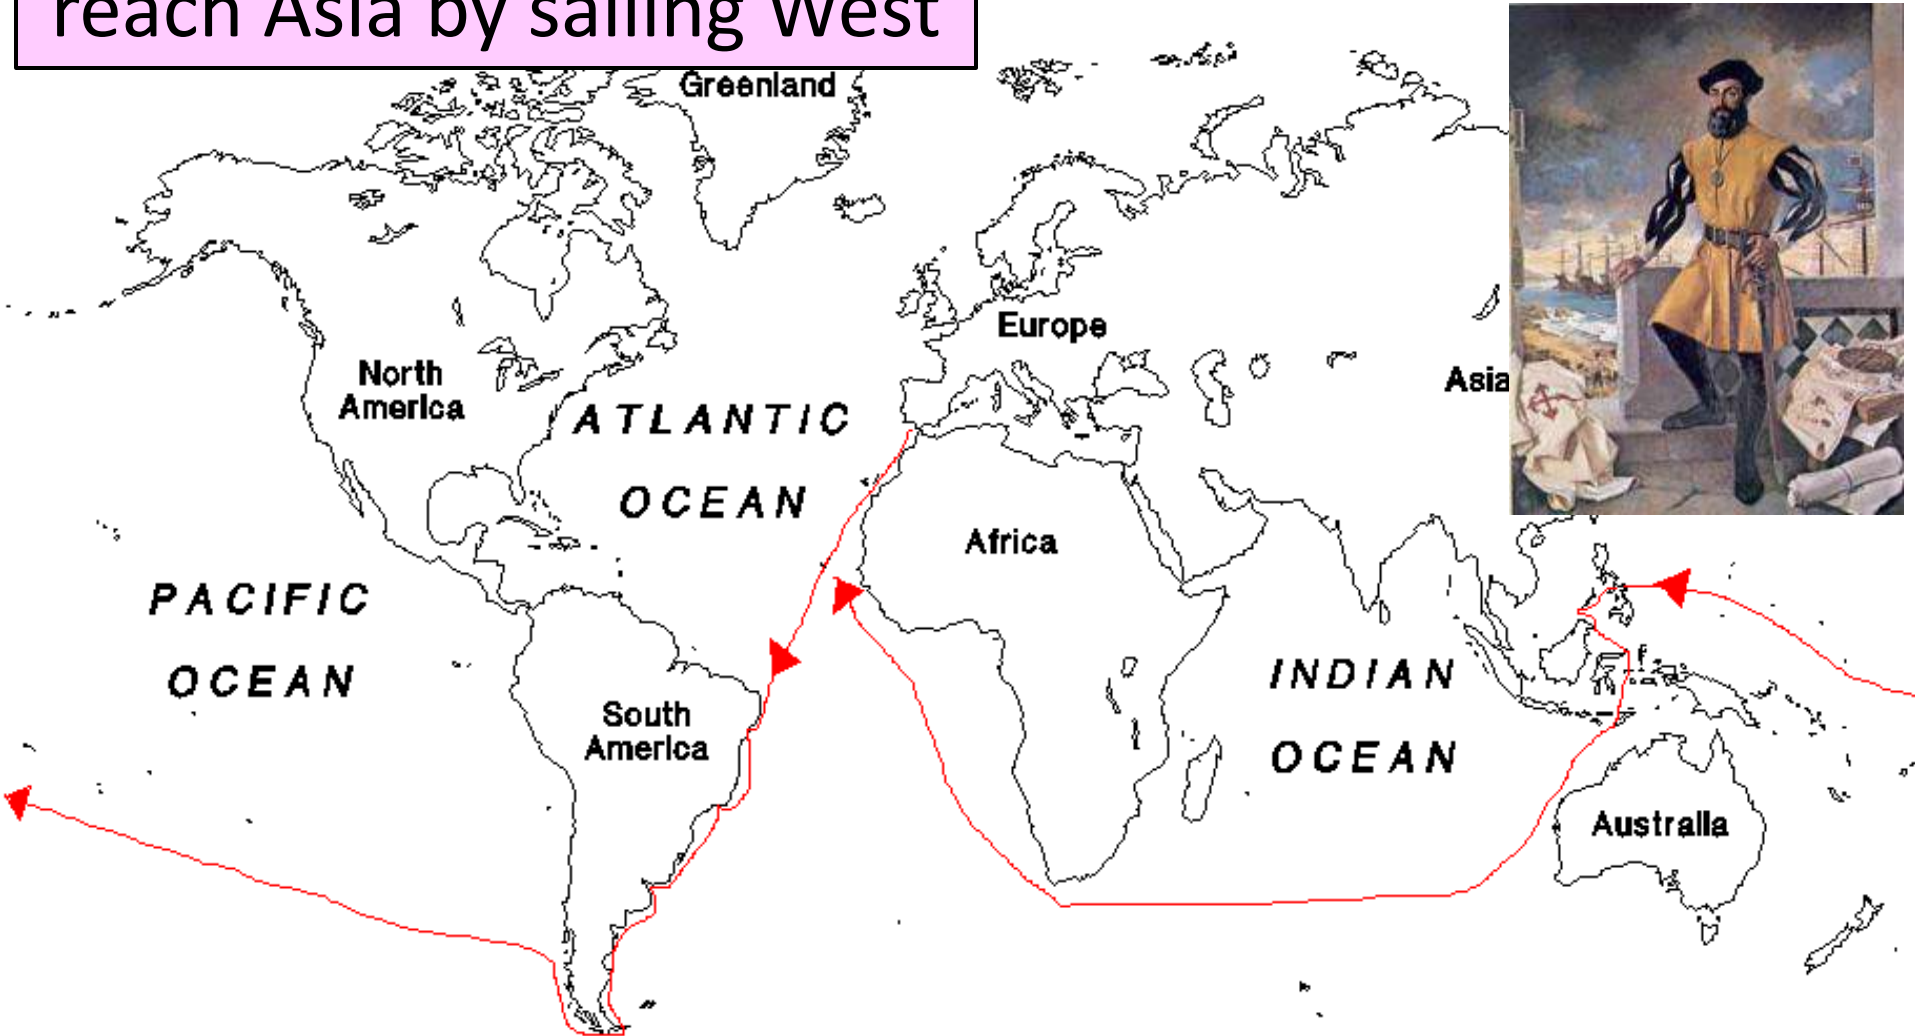 reach Asia by sailing West
Greenland
Europe
Asia
North
America
ATLANTIC
OCEAN
Africa
PACIFIC
OCEAN
South
America
INDIAN
OCEAN
Australia